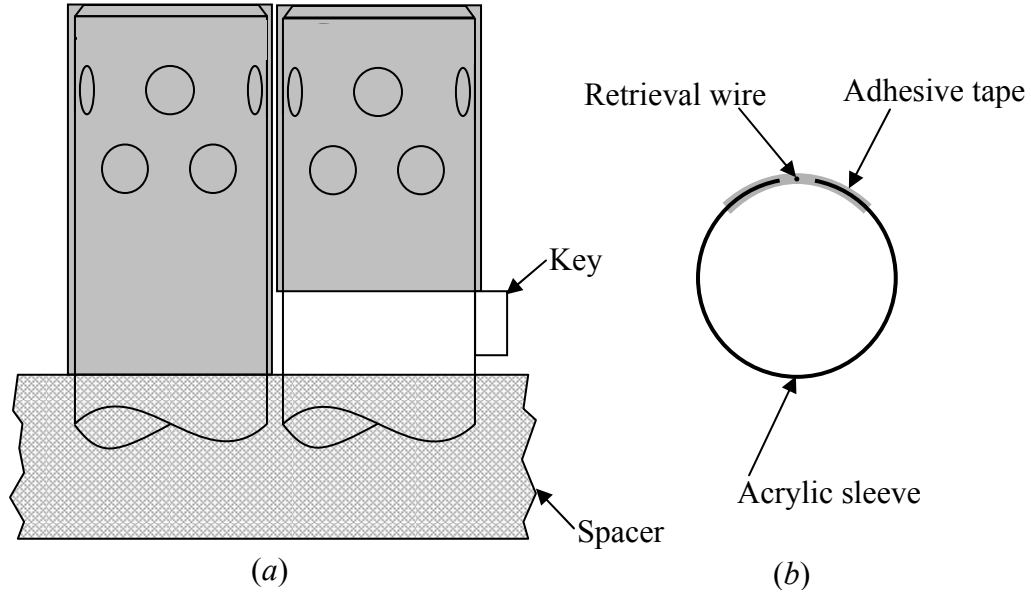 Retrieval wire
Adhesive tape
Key
Acrylic sleeve
Spacer
(a)
(b)